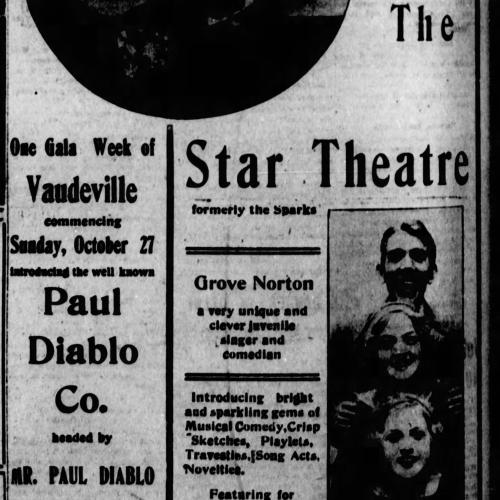 The
Star Theatre
formerly the Sparks
One Gala Week of
Vaudeville
commencing
Sunday, October 27
introducing the well known
Paul
Diablo
Co.
headed by
MR. PAUL DIABLO
Grove Norton
a very unique and
clever juvenile
singer and
comedian
Introducing bright
and sparkling gems of
Musical Comedy,Crisp
Sketches, Playlets,
Travesties,Song Acts,
Novelties.
Featuring for